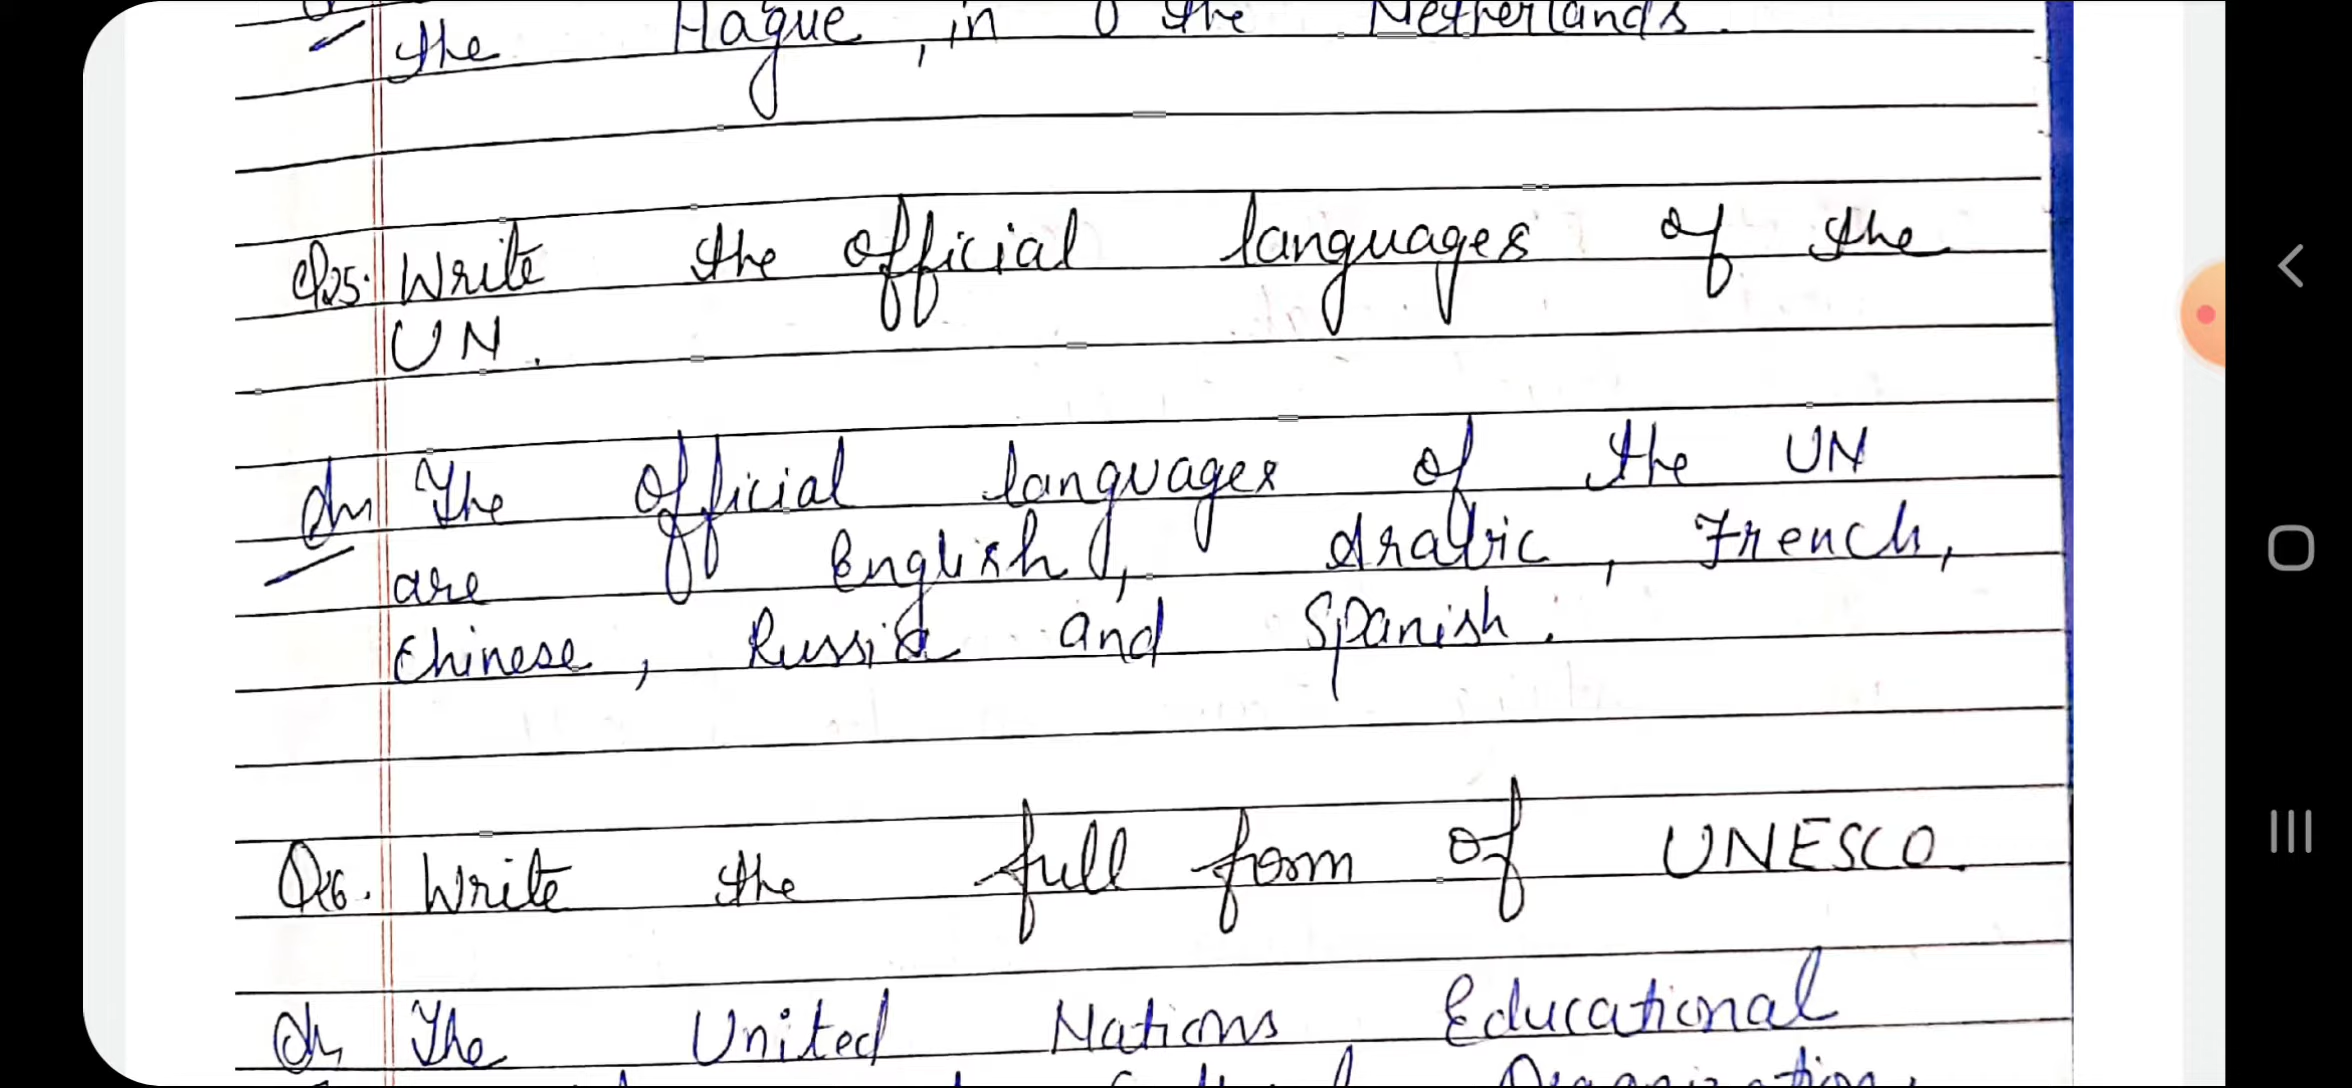 the Hague, in the Netherlands.
Q25. Write the official languages of the
UN.
An The official languages of the UN
are English, Arabic, French,
Chinese, Russia and Spanish.
Q26. Write the full form of UNESCO.
An The United Nations Educational
Organization.